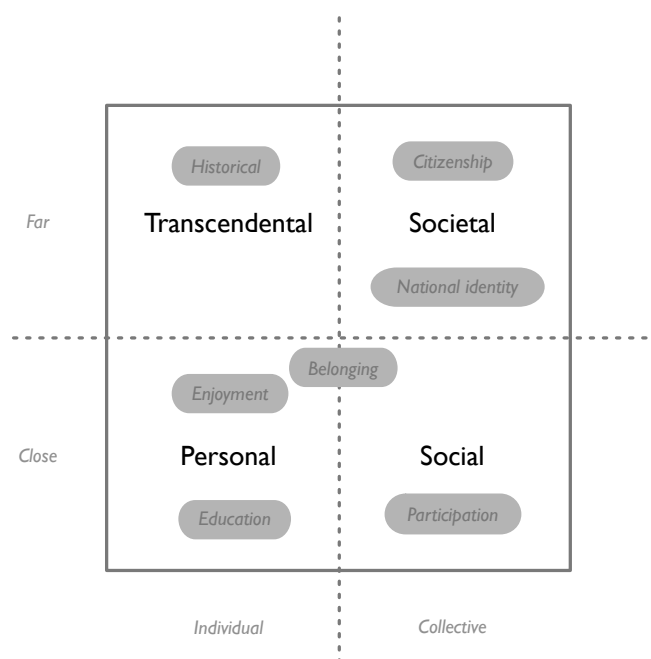 Historical
Citizenship
Far
Transcendental
Societal
National identity
Belonging
Enjoyment
Close
Personal
Social
Education
Participation
Individual
Collective